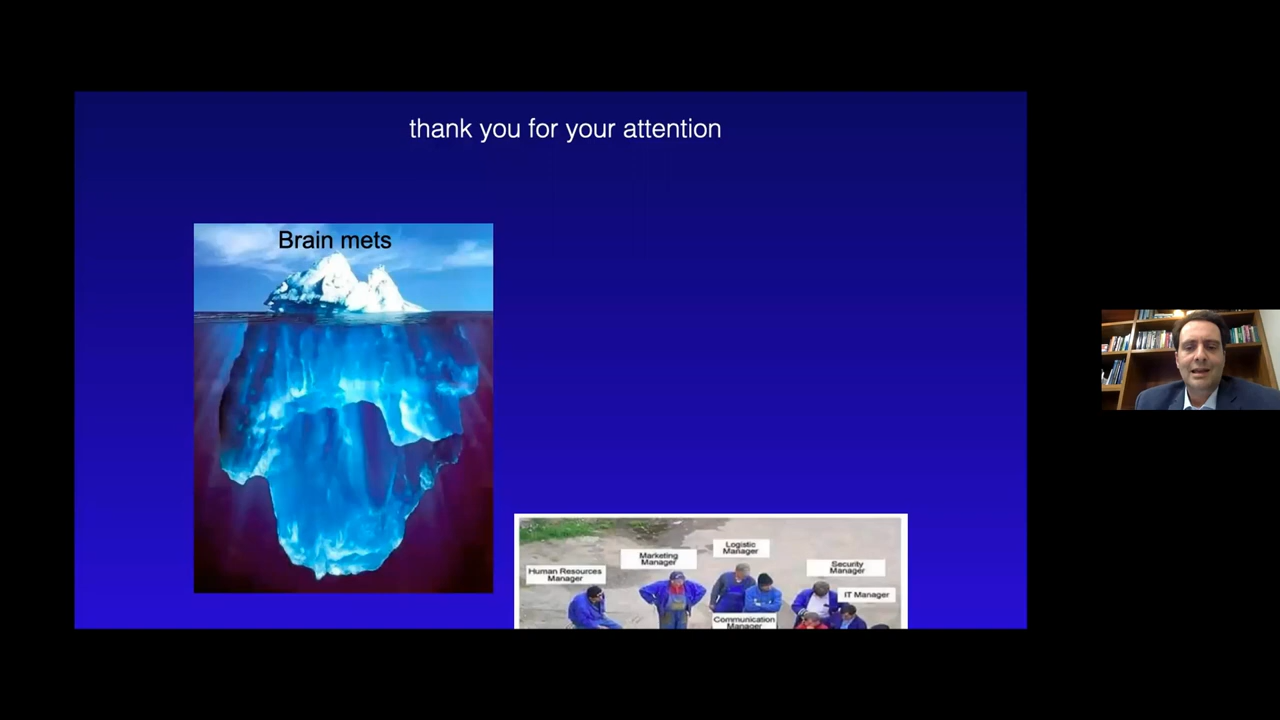 thank you for your attention
Brain mets
Logistic
Manager
Marketing
Manager
Human Resources
Manager
Security
Manager
IT Manager
Communication
Manager